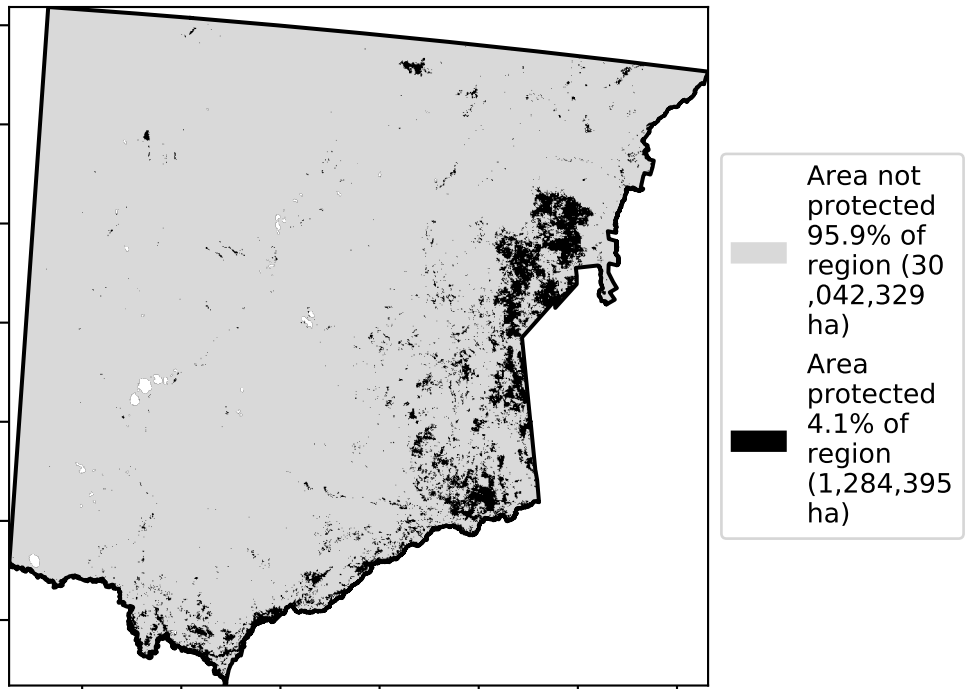 Area not
protected
95.9% of
region (30
,042,329
ha)
Area
protected
4.1% of
region
(1,284,395
ha)